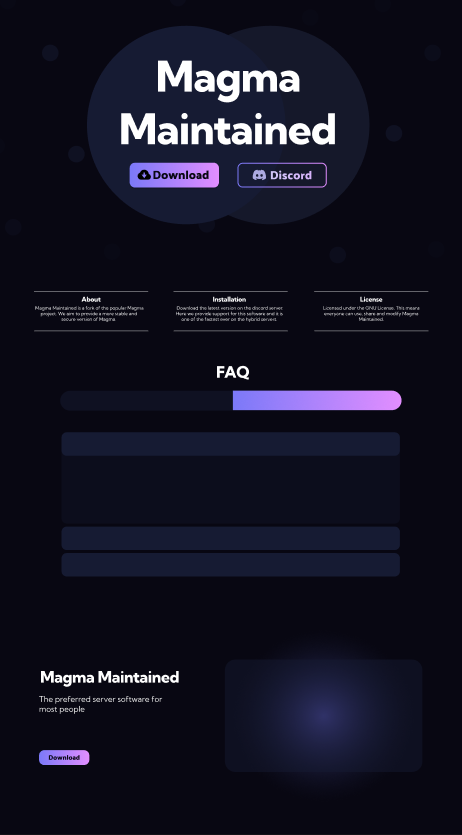 Magma
Maintained
Download
Discord
About
Magma Maintained is a fork of the popular Magma
project. We aim to provide a more stable and
secure version of Magma.
Installation
Download the latest version on the discord server.
Here we provide support for this software and it is
one of the fastest ever on the hybrid servers.
License
Licensed under the GNU License. This means
everyone can use, share and modify Magma
Maintained.
FAQ
Magma Maintained
The preferred server software for
most people
Download